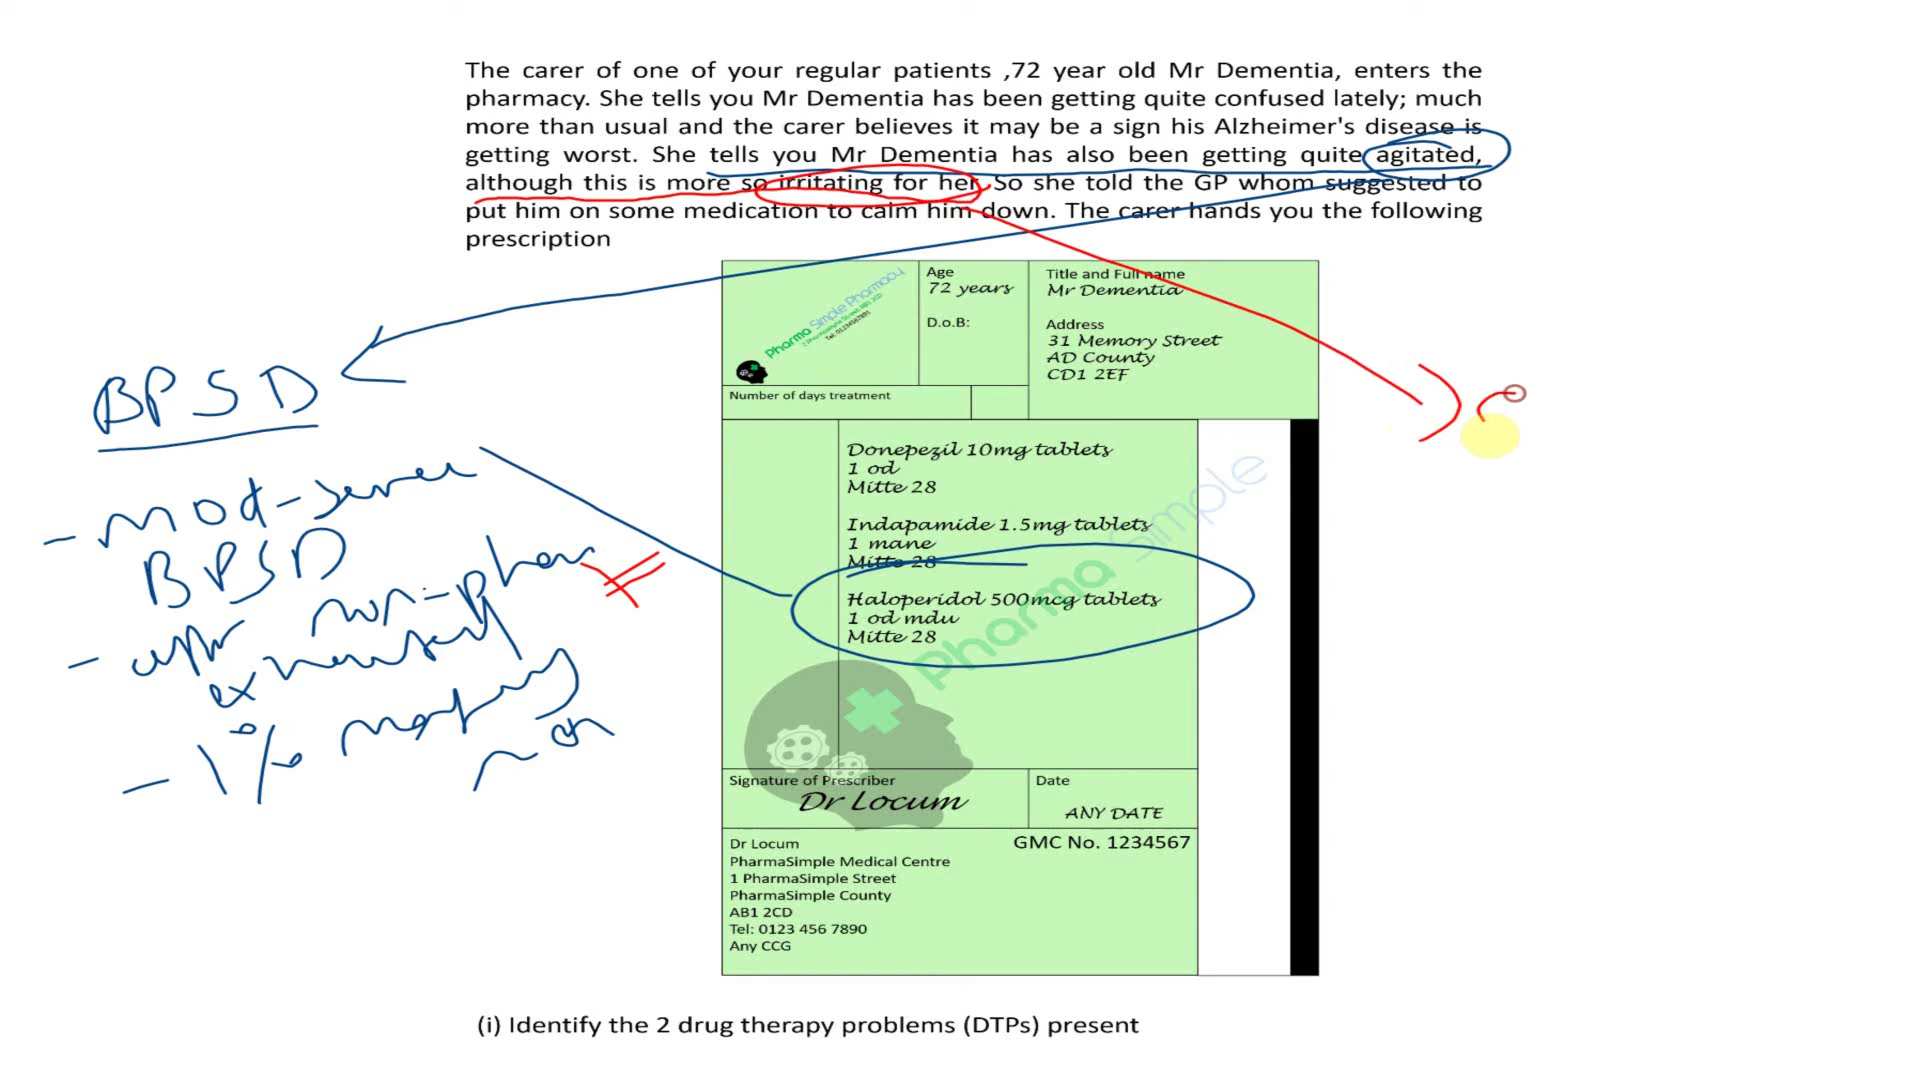 The carer of one of your regular patients ,72 year old Mr Dementia, enters the
pharmacy. She tells you Mr Dementia has been getting quite confused lately; much
more than usual and the carer believes it may be a sign his Alzheimer's disease is
getting worst. She tells you Mr Dementia has also been getting quite agitated,
although this is more so irritating for her. So she told the GP whom suggested to
put him on some medication to calm him down. The carer hands you the following
prescription
Pharma Simple Pharmacy
Age
72 years
D.o.B:
Title and Full name
Mr Dementia
Address
31 Memory Street
AD County
CD1 2EF
Number of days treatment
BPSD
- mod-severe
BPSD
- non-phar
- 1%
Donepezil 10mg tablets
1 od
Mitte 28
Indapamide 1.5mg tablets
1 mane
Mitte 28
Haloperidol 500mcg tablets
1 od mdu
Mitte 28
Pharma Simple
Signature of Prescriber
Dr Locum
Date
ANY DATE
Dr Locum
GMC No. 1234567
PharmaSimple Medical Centre
1 PharmaSimple Street
PharmaSimple County
AB1 2CD
Tel: 0123 456 7890
Any CCG
(i) Identify the 2 drug therapy problems (DTPs) present